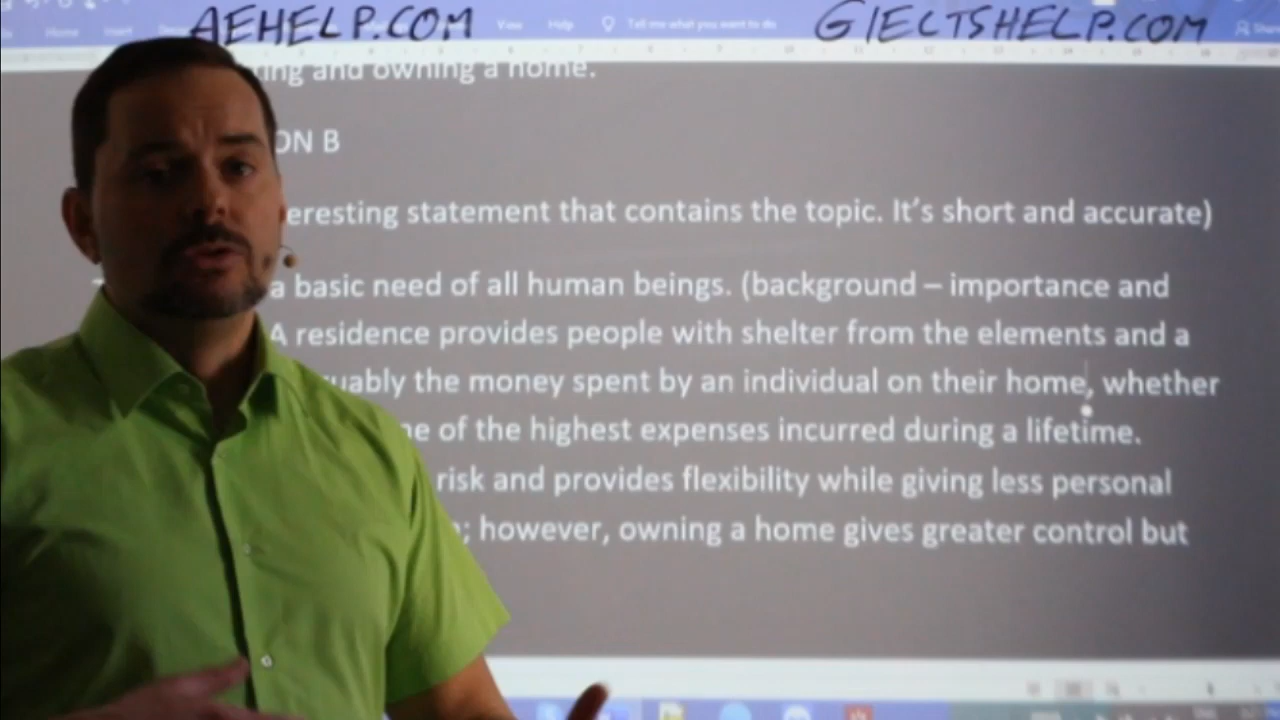 AEHELP.COM
GIELTSHELP.COM
View Help Tell me what you want to do
and owning a home.
ON B
statement that contains the topic. It's short and accurate)
a basic need of all human beings. (background – importance and
A residence provides people with shelter from the elements and a
the money spent by an individual on their home, whether
of the highest expenses incurred during a lifetime.
risk and provides flexibility while giving less personal
; however, owning a home gives greater control but